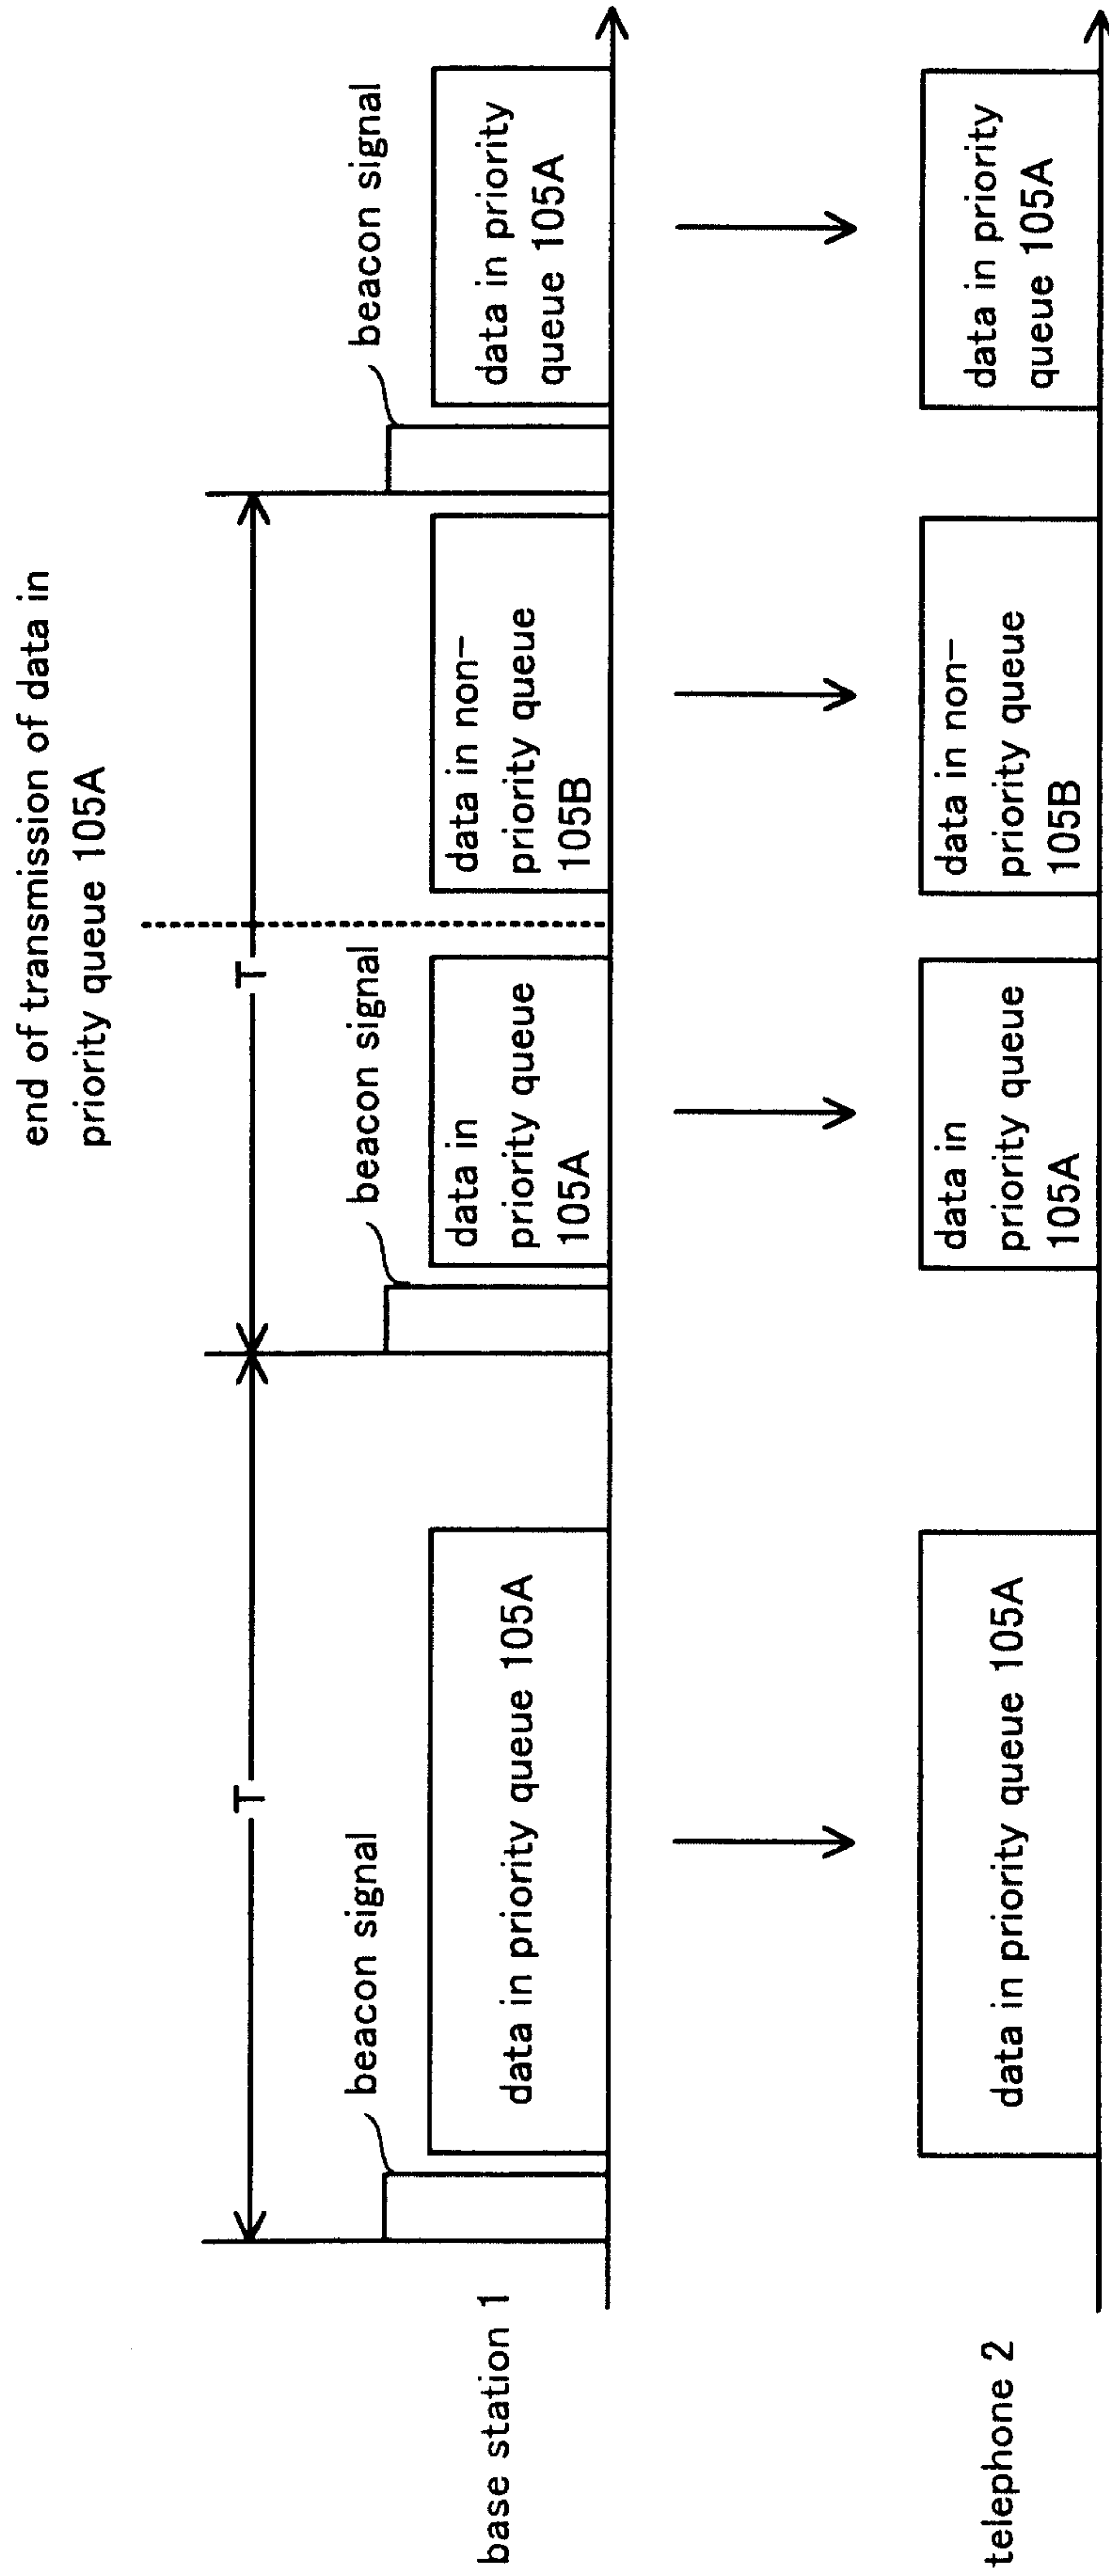 end of transmission of data in
priority queue 105A
T
T
beacon signal
beacon signal
beacon signal
base station 1
data in priority queue 105A
data in
priority queue
105A
data in non-
priority queue
105B
data in priority
queue 105A
telephone 2
data in priority queue 105A
data in
priority queue
105A
data in non-
priority queue
105B
data in priority
queue 105A